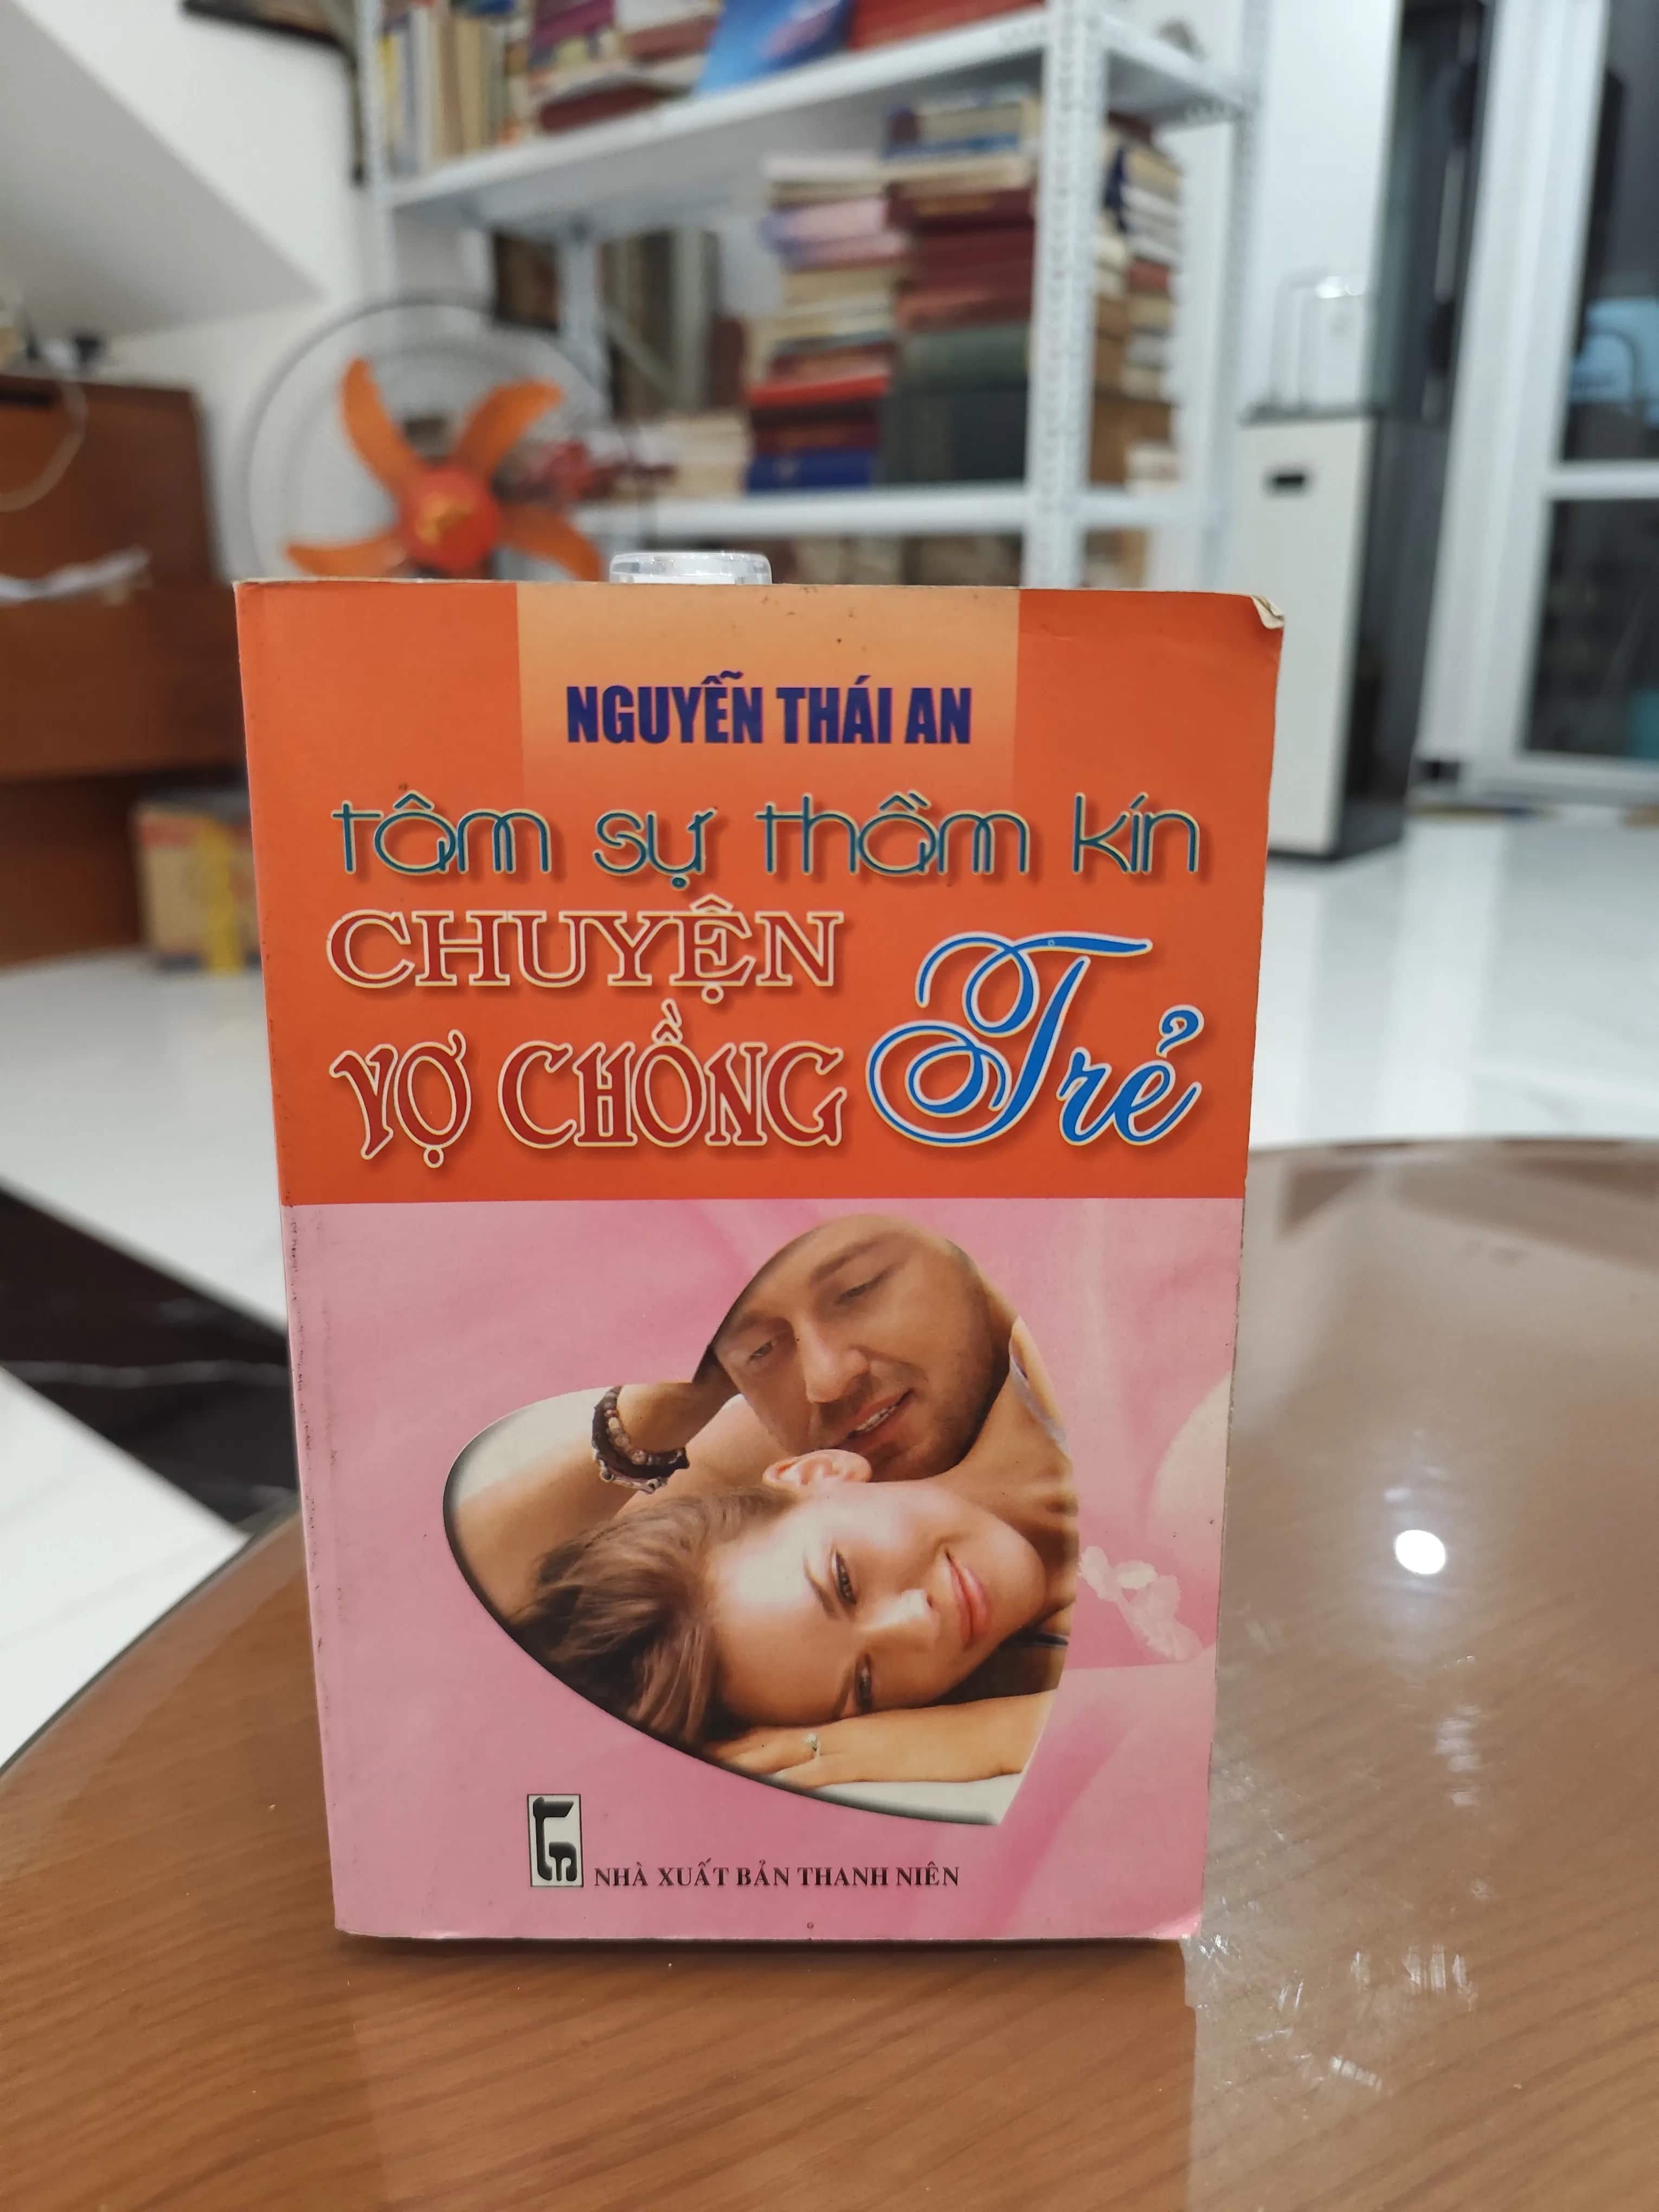 NGUYỄN THÁI AN
tâm sự thầm kín
CHUYỆN
VỢ CHỒNG Trẻ
NHÀ XUẤT BẢN THANH NIÊN